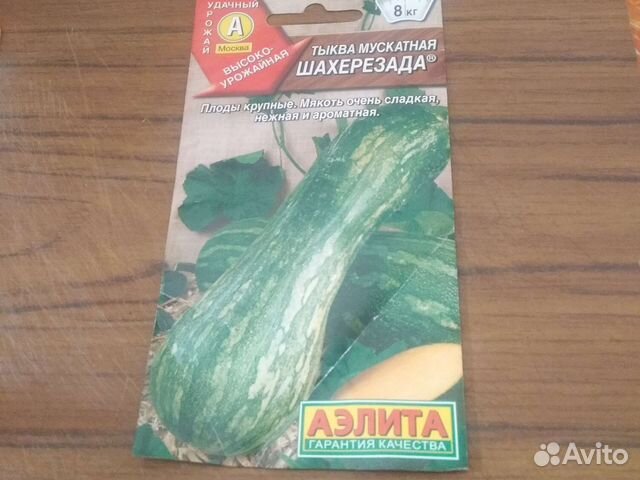 УДАЧНЫЙ
УРОЖАЙ
А
Москва
ВЫСОКО-
УРОЖАЙНАЯ
8 кг
ТЫКВА МУСКАТНАЯ
ШАХЕРЕЗАДА®
Плоды крупные. Мякоть очень сладкая,
нежная и ароматная.
АЭЛИТА
ГАРАНТИЯ КАЧЕСТВА
Avito